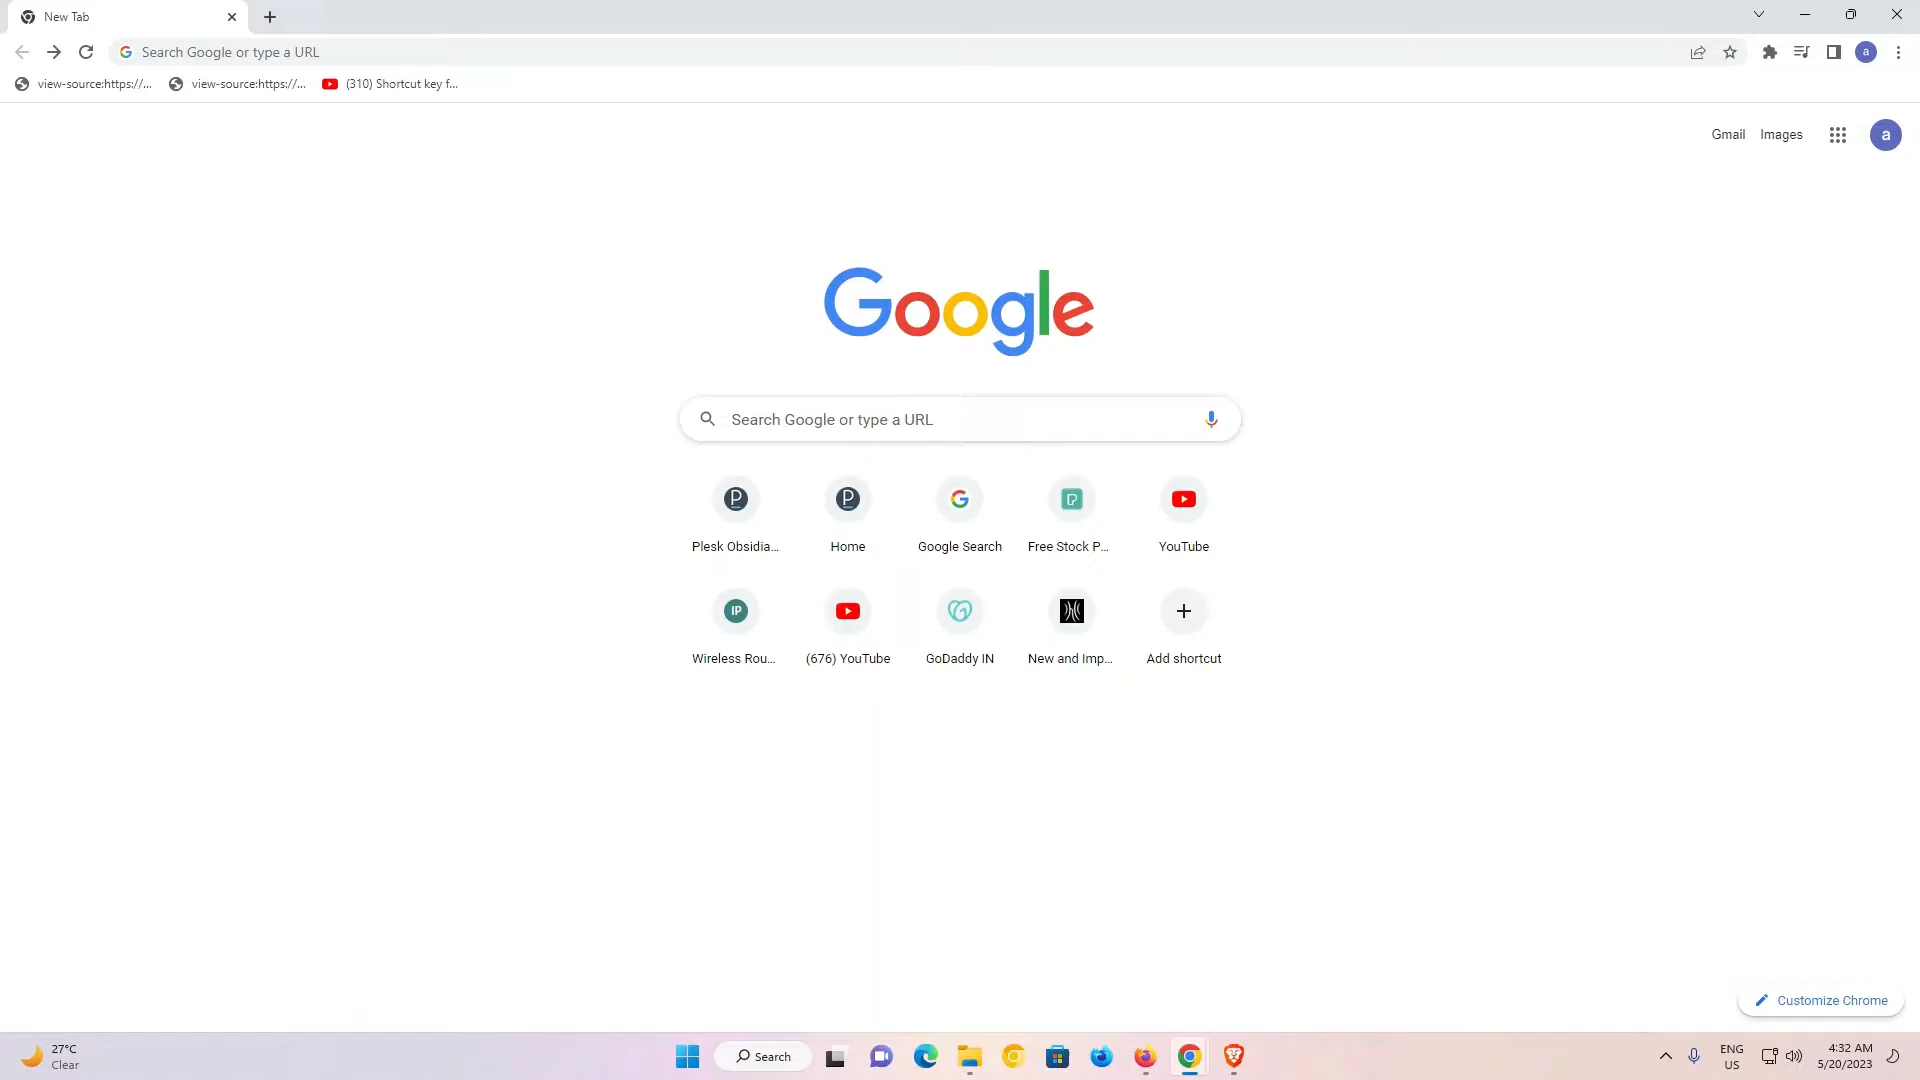 New Tab
Search Google or type a URL
view-source:https://... view-source:https://... (310) Shortcut key f...
Gmail Images a
a
Google
Search Google or type a URL
Plesk Obsidia... Home Google Search Free Stock P... YouTube
IP
Wireless Rou... (676) YouTube GoDaddy IN New and Imp... Add shortcut
Customize Chrome
27°C
Clear
Search
ENG
US
4:32 AM
5/20/2023